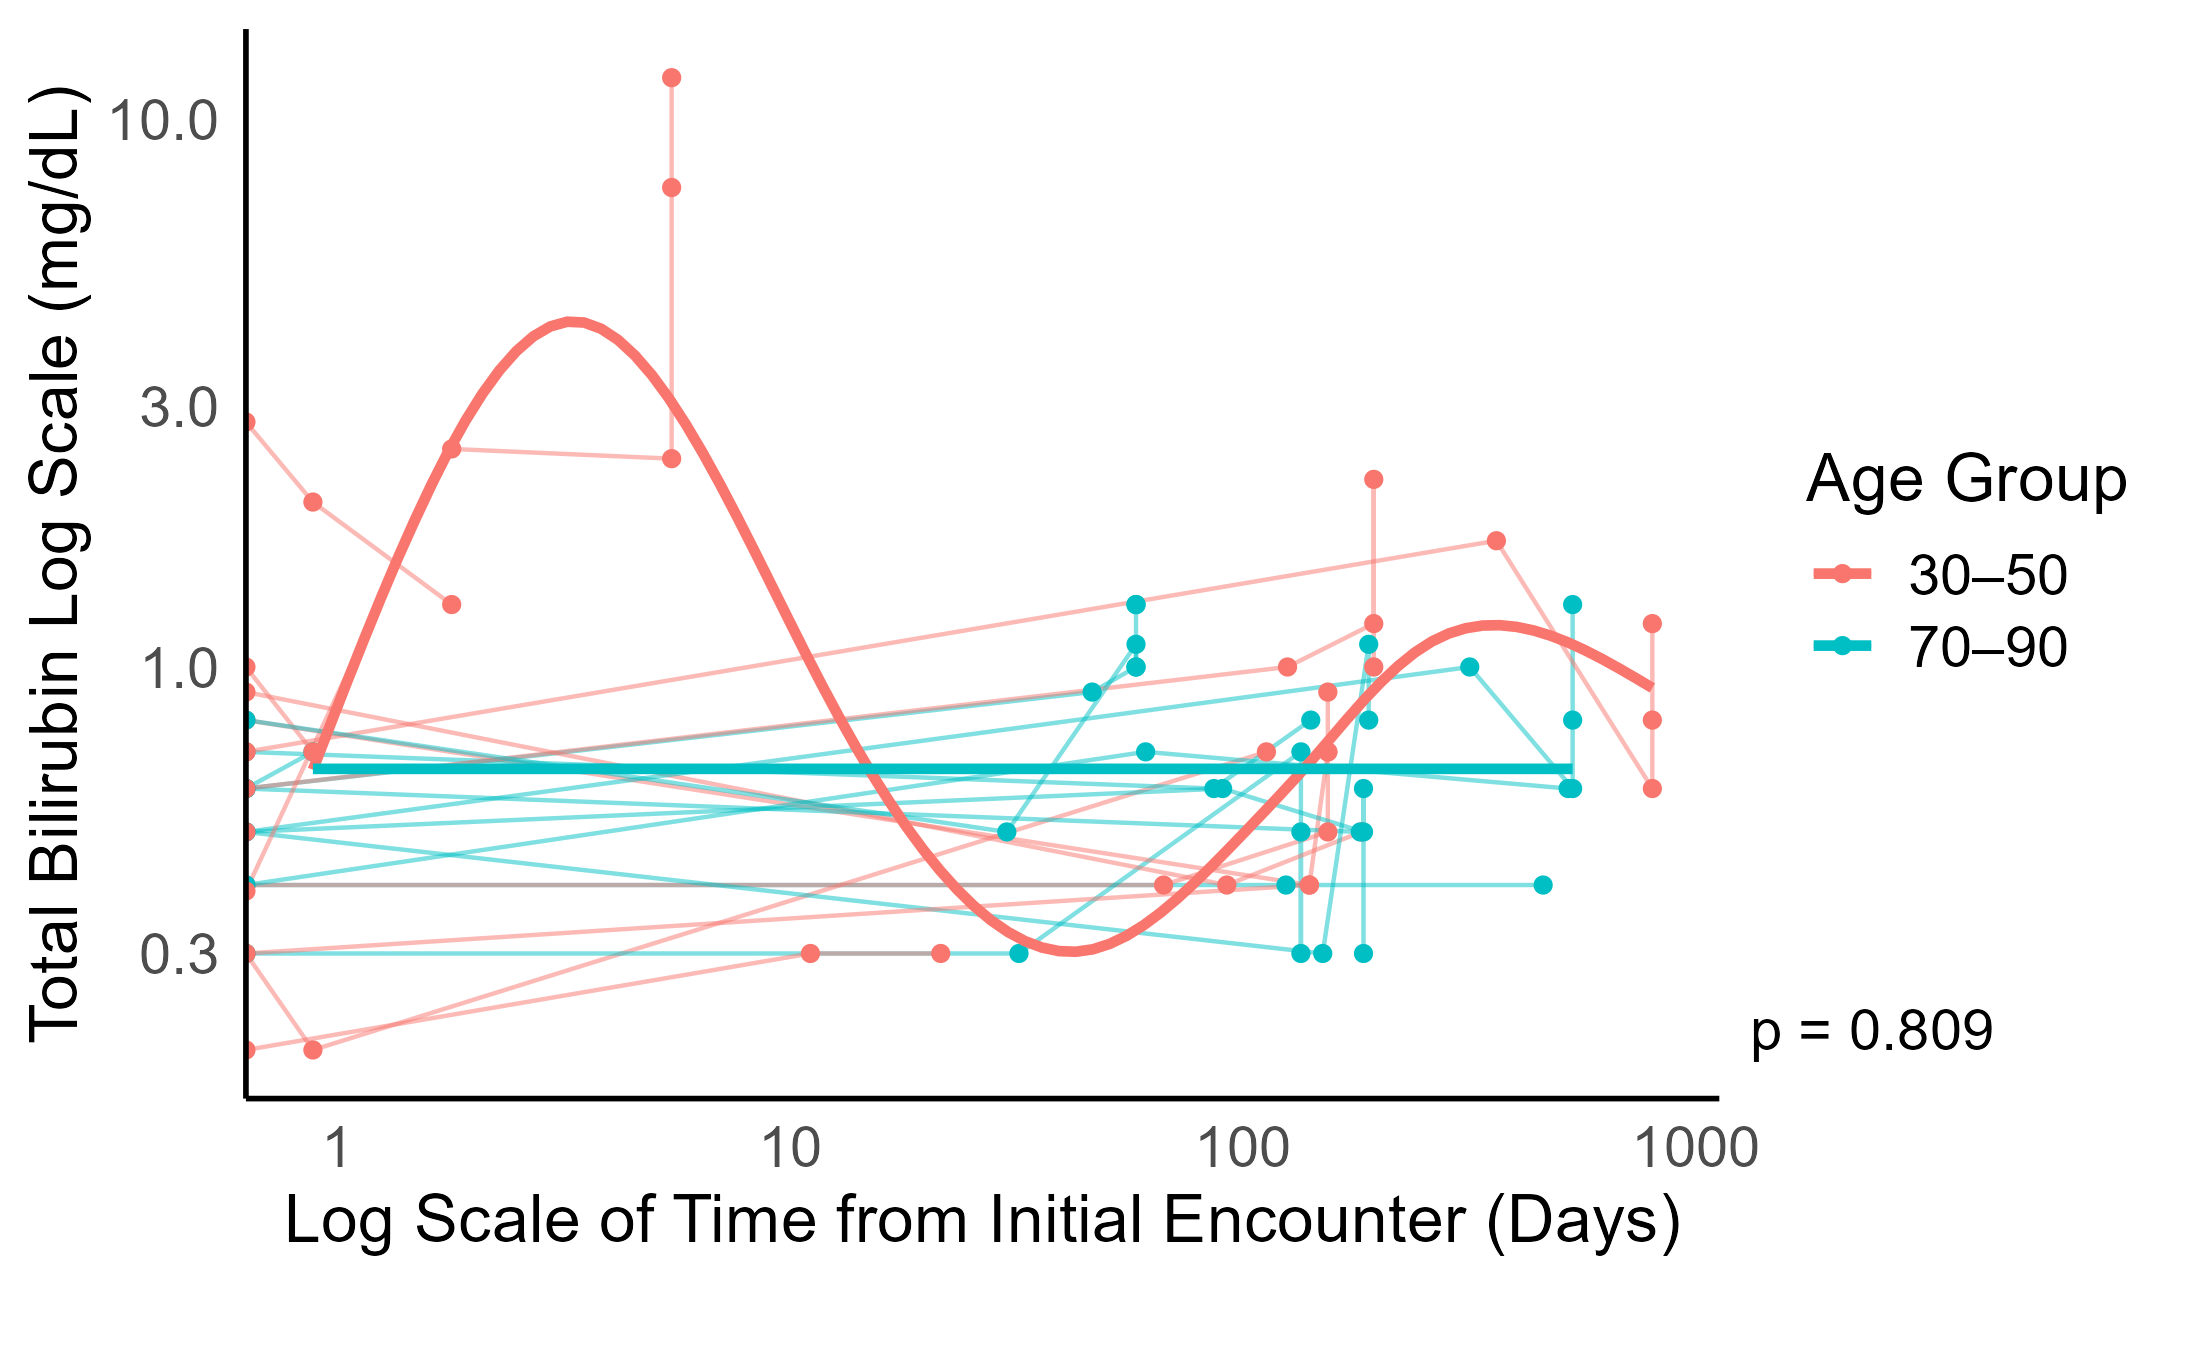 Total Bilirubin Log Scale (mg/dL)
10.0
3.0
1.0
0.3
1 10 100 1000
Log Scale of Time from Initial Encounter (Days)
Age Group
30–50
70–90
p = 0.809